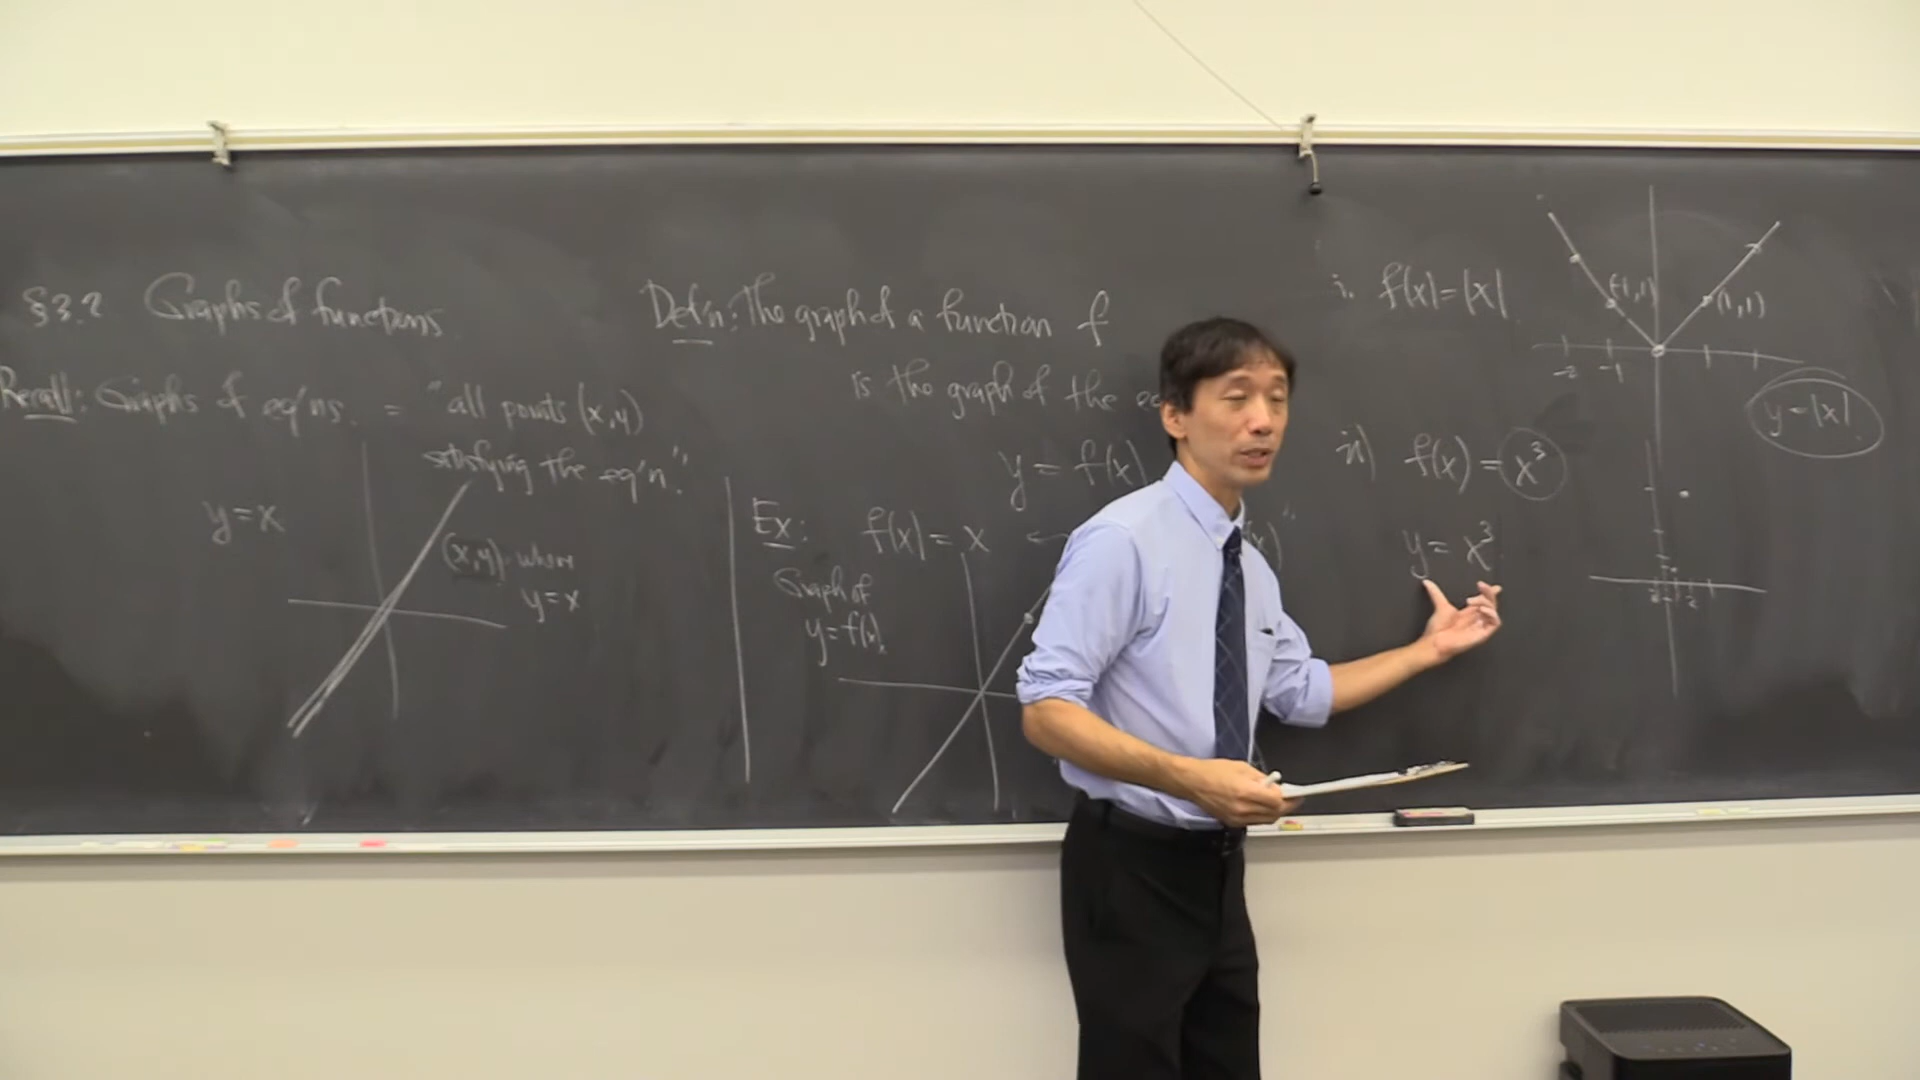 §3.2 Graphs of functions
Recall: Graphs of eq'ns. = "all points (x,y)
satisfying the eq'n."
y=x
(x,y) where
y=x
Def'n: The graph of a function f
is the graph of the
y = f(x)
Ex: f(x) = x
Graph of
y=f(x).
i. f(x)=|x|
(-1,1)
(1,1)
-2 -1
y=|x|
ii) f(x) = x³
y = x³